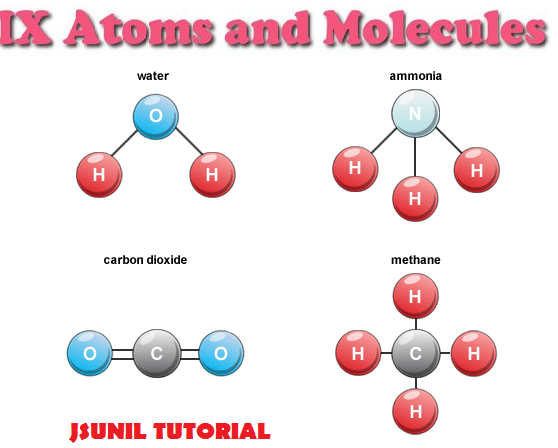 IX Atoms and Molecules
water
ammonia
O
N
H
H
H
H
H
carbon dioxide
methane
H
O
C
O
H
C
H
H
JSUNIL TUTORIAL